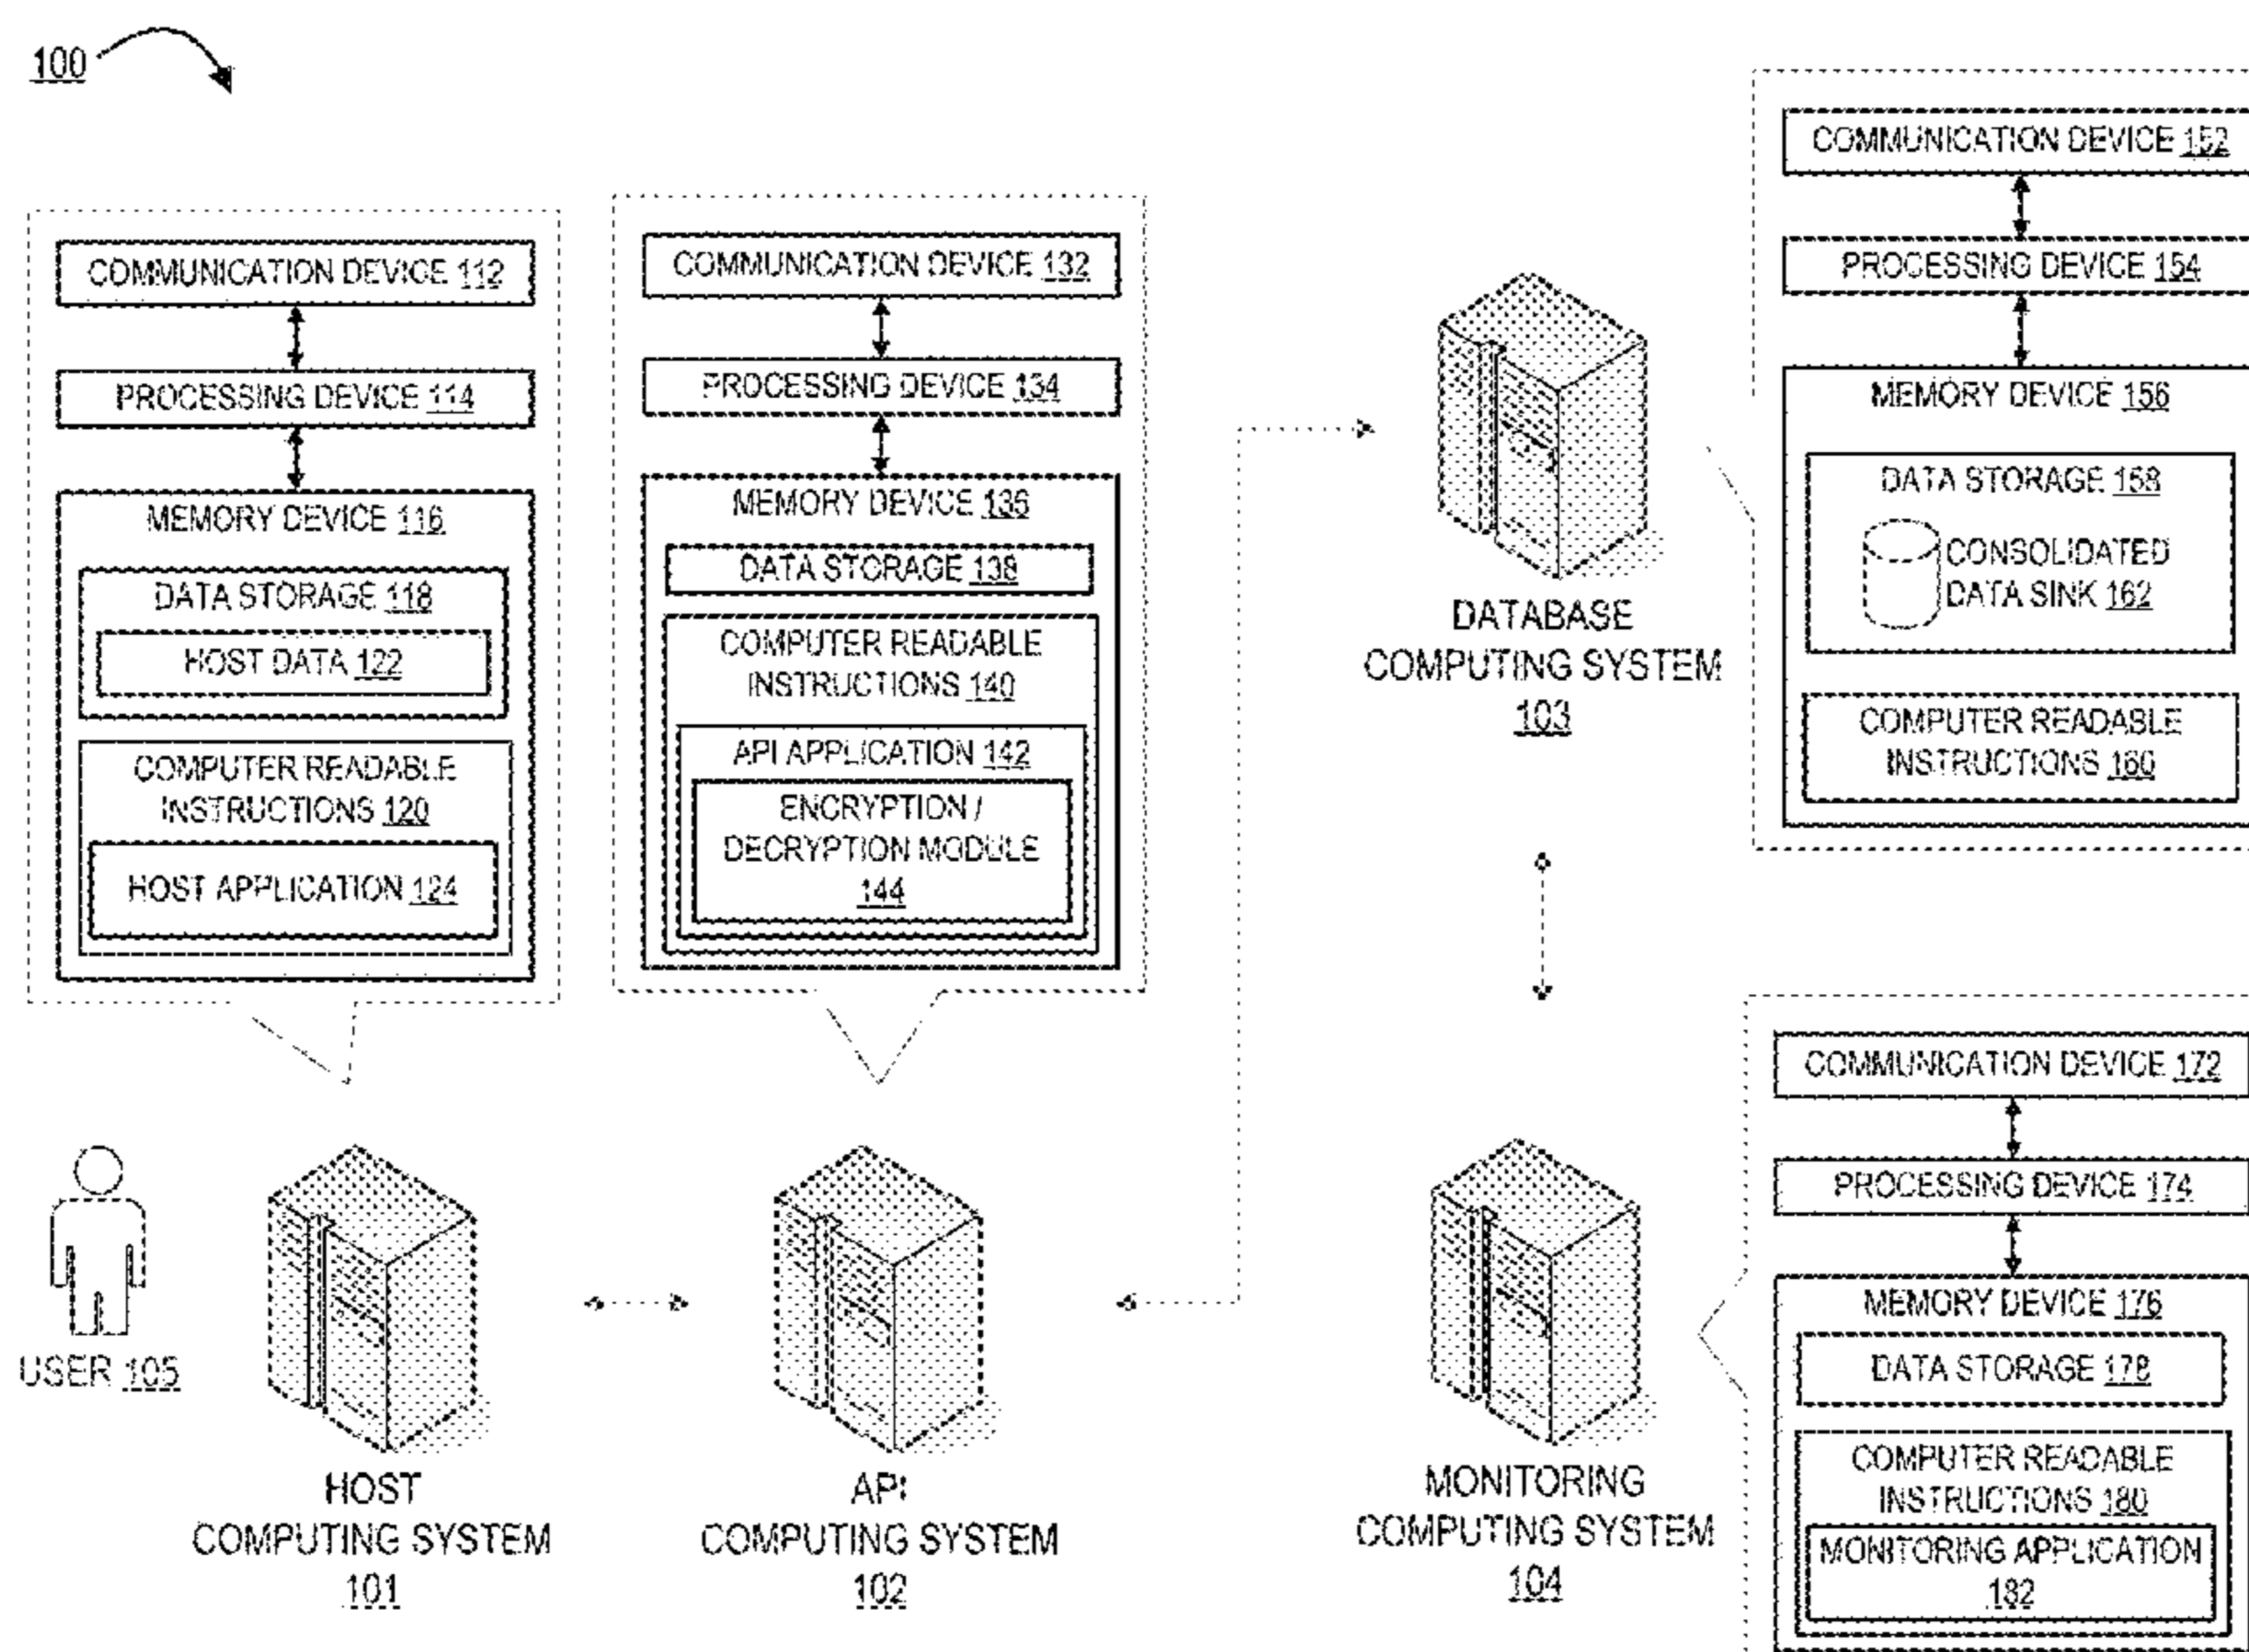 100
COMMUNICATION DEVICE 112
PROCESSING DEVICE 114
MEMORY DEVICE 116
DATA STORAGE 118
HOST DATA 122
COMPUTER READABLE
INSTRUCTIONS 120
HOST APPLICATION 124
COMMUNICATION DEVICE 132
PROCESSING DEVICE 134
MEMORY DEVICE 136
DATA STORAGE 138
COMPUTER READABLE
INSTRUCTIONS 140
API APPLICATION 142
ENCRYPTION /
DECRYPTION MODULE
144
DATABASE
COMPUTING SYSTEM
103
COMMUNICATION DEVICE 152
PROCESSING DEVICE 154
MEMORY DEVICE 156
DATA STORAGE 158
CONSOLIDATED
DATA SINK 162
COMPUTER READABLE
INSTRUCTIONS 160
USER 105
HOST
COMPUTING SYSTEM
101
API
COMPUTING SYSTEM
102
MONITORING
COMPUTING SYSTEM
104
COMMUNICATION DEVICE 172
PROCESSING DEVICE 174
MEMORY DEVICE 176
DATA STORAGE 178
COMPUTER READABLE
INSTRUCTIONS 180
MONITORING APPLICATION
182